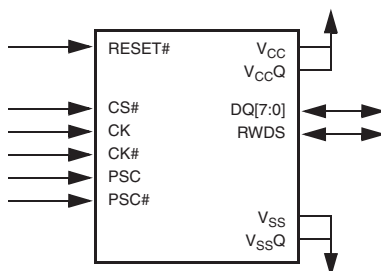 RESET#
CS#
CK
CK#
PSC
PSC#
VCC
VCCQ
DQ[7:0]
RWDS
VSS
VSSQ